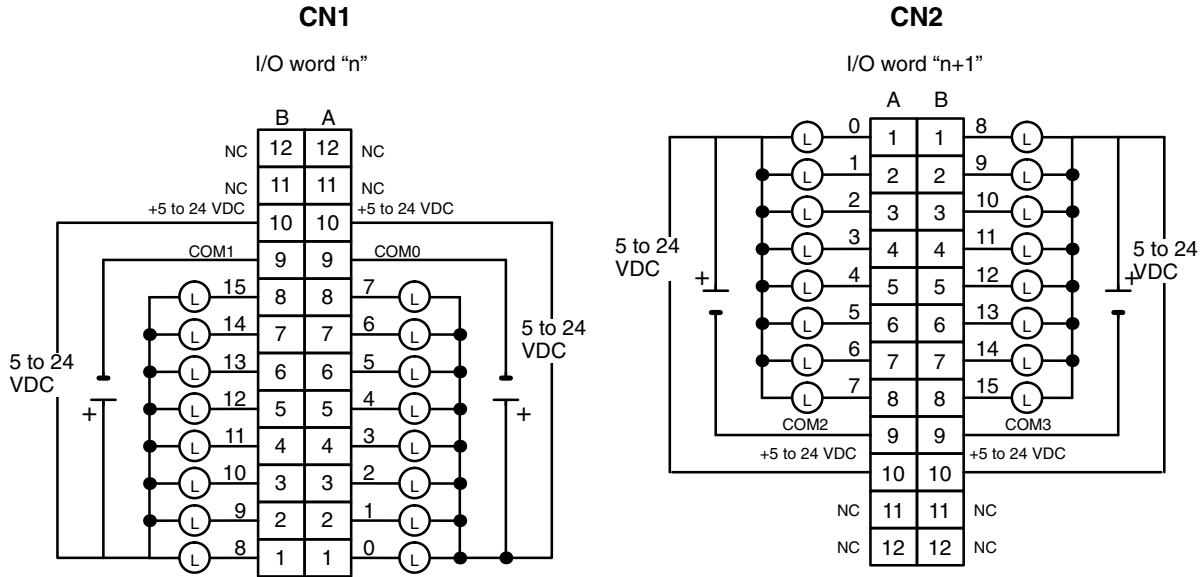 CN1
I/O word “n”
B A
NC 12 12 NC
NC 11 11 NC
+5 to 24 VDC 10 10 +5 to 24 VDC
COM1 9 9 COM0
L 15 8 8 7 L
L 14 7 7 6 L
L 13 6 6 5 L
L 12 5 5 4 L
L 11 4 4 3 L
L 10 3 3 2 L
L 9 2 2 1 L
L 8 1 1 0 L
5 to 24
VDC
+
5 to 24
VDC
+
CN2
I/O word “n+1”
A B
L 0 1 1 8 L
L 1 2 2 9 L
L 2 3 3 10 L
L 3 4 4 11 L
L 4 5 5 12 L
L 5 6 6 13 L
L 6 7 7 14 L
L 7 8 8 15 L
COM2 9 9 COM3
+5 to 24 VDC 10 10 +5 to 24 VDC
NC 11 11 NC
NC 12 12 NC
5 to 24
VDC
+
5 to 24
VDC
+